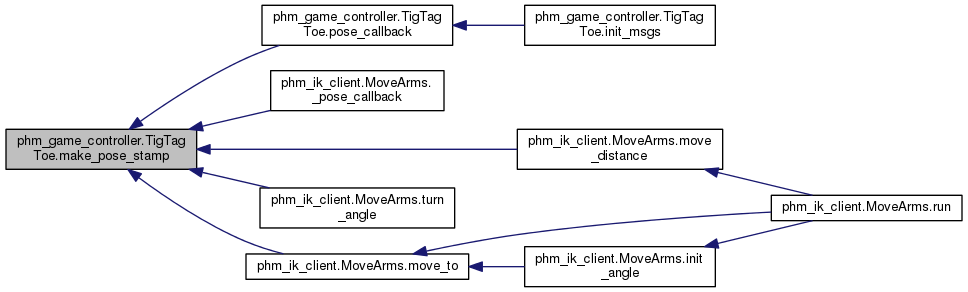 phm_game_controller.TigTag
Toe.pose_callback
phm_game_controller.TigTag
Toe.init_msgs
phm_ik_client.MoveArms.
_pose_callback
phm_game_controller.TigTag
Toe.make_pose_stamp
phm_ik_client.MoveArms.move
_distance
phm_ik_client.MoveArms.turn
_angle
phm_ik_client.MoveArms.run
phm_ik_client.MoveArms.move_to
phm_ik_client.MoveArms.init
_angle